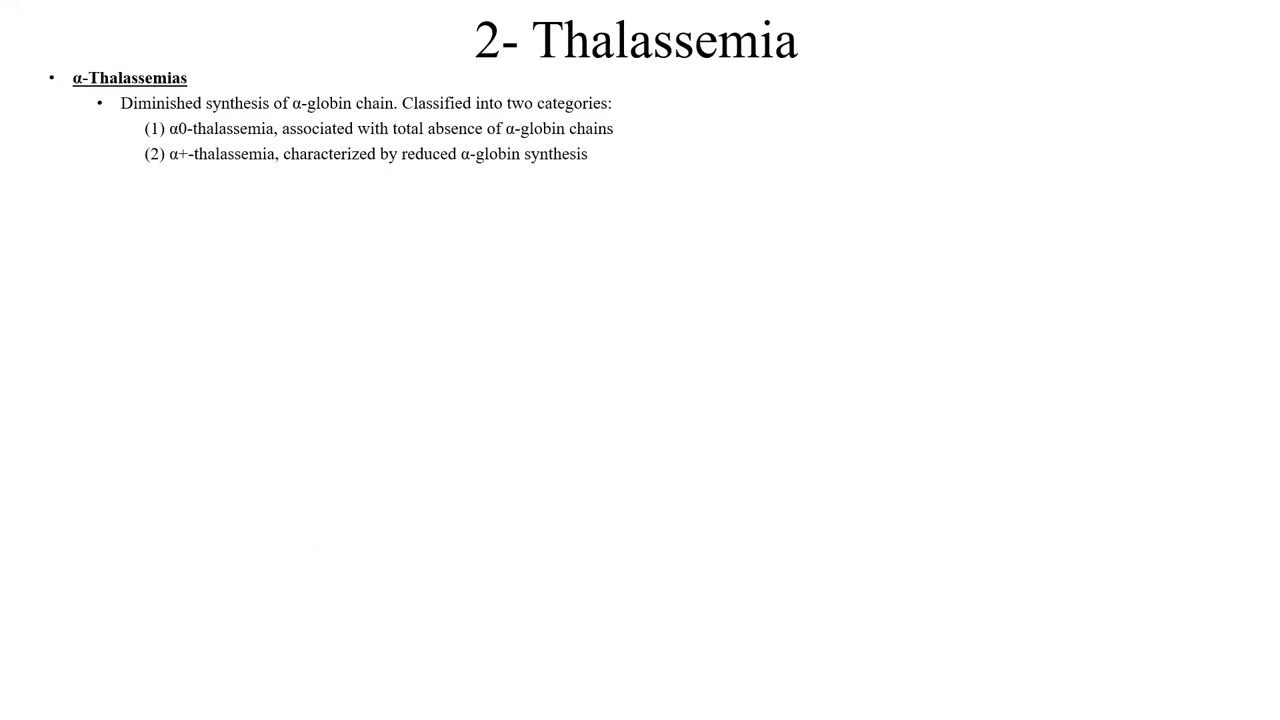 2- Thalassemia
• α-Thalassemias
• Diminished synthesis of α-globin chain. Classified into two categories:
(1) α0-thalassemia, associated with total absence of α-globin chains
(2) α+-thalassemia, characterized by reduced α-globin synthesis